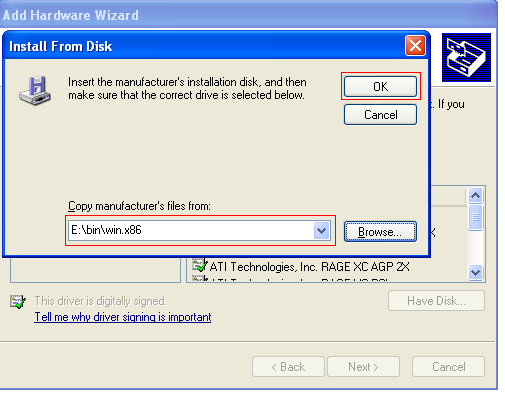 Add Hardware Wizard
Install From Disk
Insert the manufacturer's installation disk, and then
make sure that the correct drive is selected below.
OK
Cancel
. If you
Copy manufacturer's files from:
E:\bin\win.x86
Browse...
ATI Technologies, Inc. RAGE XC AGP 2X
This driver is digitally signed.
Have Disk...
Tell me why driver signing is important
< Back
Next >
Cancel